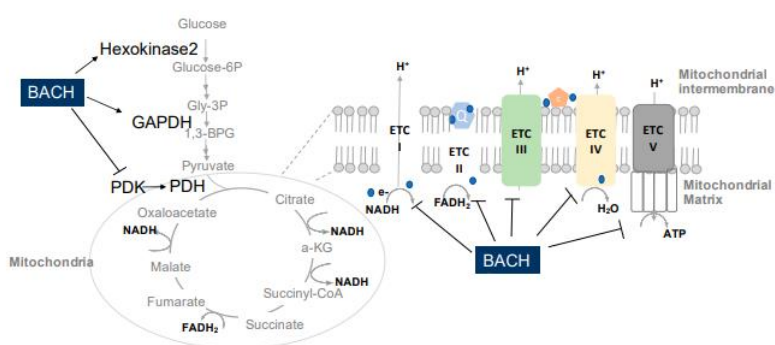 Glucose
Hexokinase2
Glucose-6P
BACH
Gly-3P
GAPDH
1,3-BPG
Pyruvate
PDK
PDH
Citrate
Oxaloacetate
NADH
NADH
a-KG
Mitochondria
Malate
NADH
Fumarate
Succinyl-CoA
FADH₂
Succinate
H⁺
H⁺
H⁺
H⁺
Mitochondrial
intermembrane
Q
ETC
I
ETC
II
ETC
III
ETC
IV
ETC
V
Mitochondrial
Matrix
e-
NADH
FADH₂
H₂O
ATP
BACH